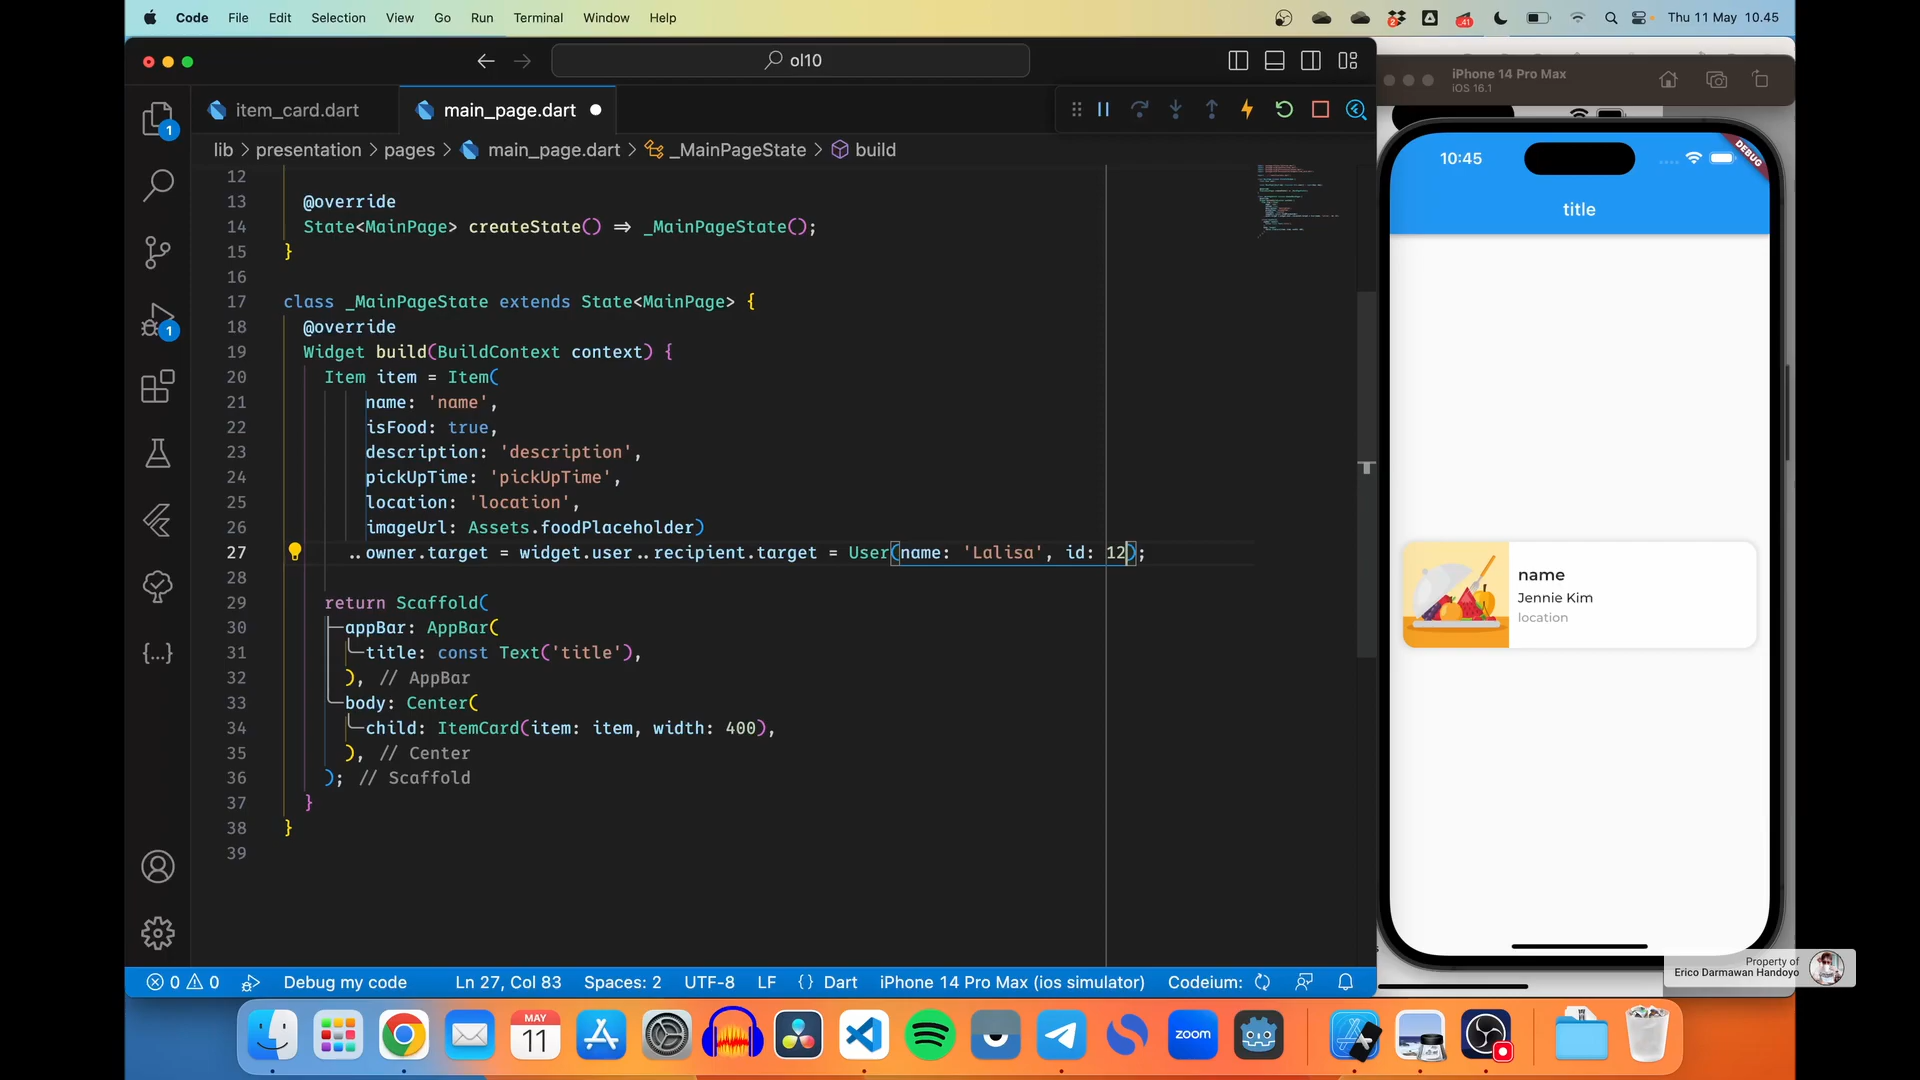 Code File Edit Selection View Go Run Terminal Window Help
2
.41
Thu 11 May 10.45
ol10
iPhone 14 Pro Max
iOS 16.1
item_card.dart
main_page.dart
1
1
lib > presentation > pages > main_page.dart > _MainPageState > build
12
13 @override
14 State<MainPage> createState() => _MainPageState();
15 }
16
17 class _MainPageState extends State<MainPage> {
18 @override
19 Widget build(BuildContext context) {
20 Item item = Item(
21 name: 'name',
22 isFood: true,
23 description: 'description',
24 pickUpTime: 'pickUpTime',
25 location: 'location',
26 imageUrl: Assets.foodPlaceholder)
27 ..owner.target = widget.user..recipient.target = User(name: 'Lalisa', id: 12);
28
29 return Scaffold(
30 appBar: AppBar(
31 title: const Text('title'),
32 ), // AppBar
33 body: Center(
34 child: ItemCard(item: item, width: 400),
35 ), // Center
36 ); // Scaffold
37 }
38 }
39
10:45
DEBUG
title
name
Jennie Kim
location
Property of
Erico Darmawan Handoyo
0 0 Debug my code Ln 27, Col 83 Spaces: 2 UTF-8 LF {} Dart iPhone 14 Pro Max (ios simulator) Codeium:
MAY
11
zoom